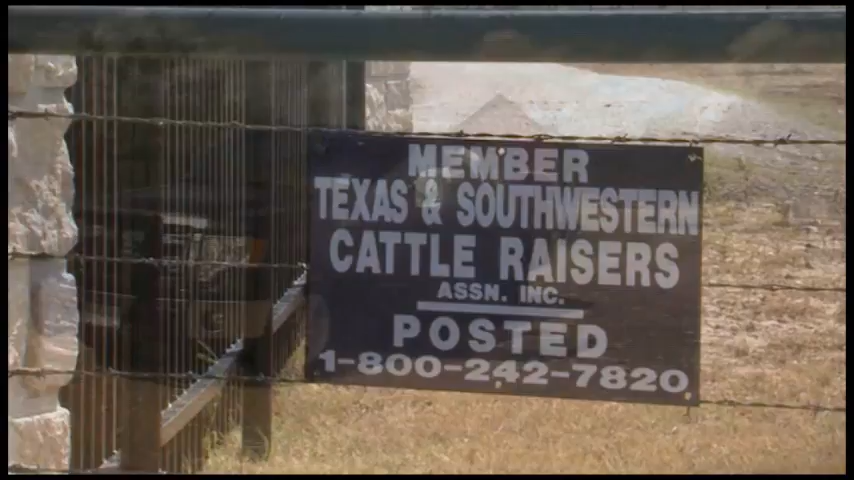 MEMBER
TEXAS & SOUTHWESTERN
CATTLE RAISERS
ASSN. INC.
POSTED
1-800-242-7820